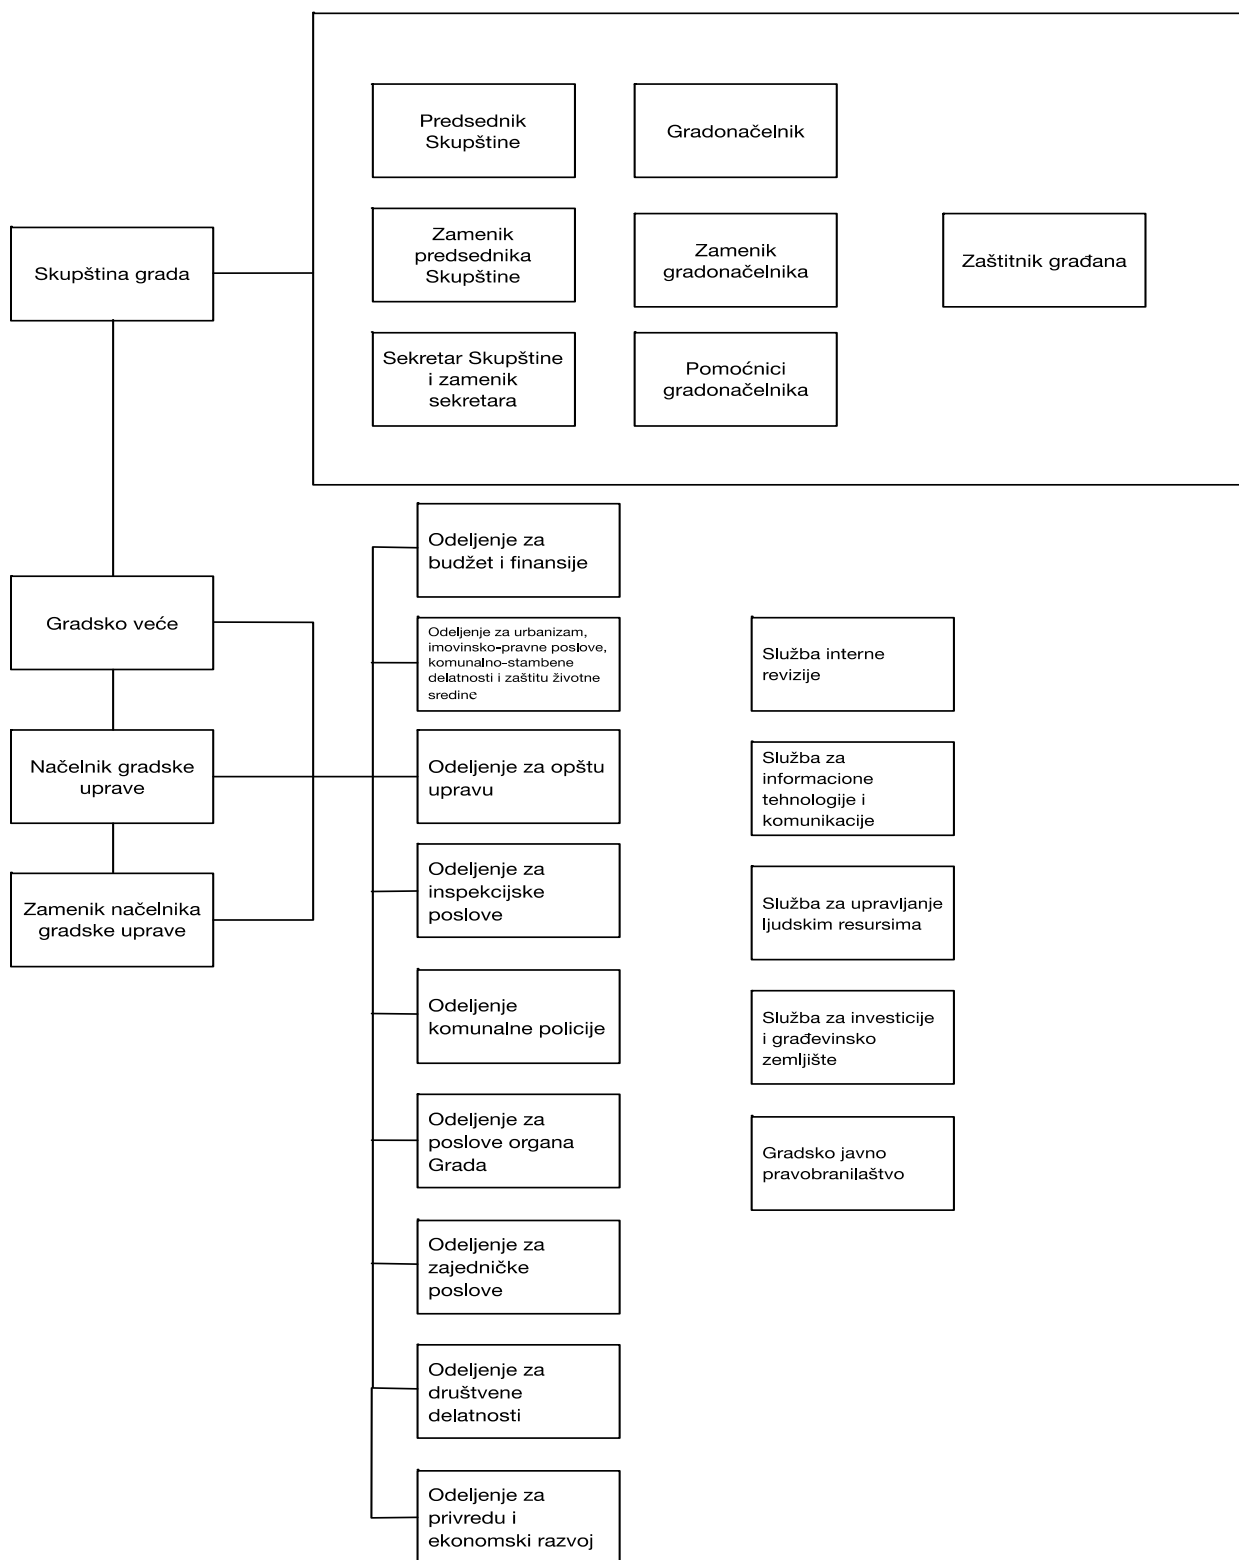 Predsednik
Skupštine
Gradonačelnik
Skupština grada
Zamenik
predsednika
Skupštine
Zamenik
gradonačelnika
Zaštitnik građana
Sekretar Skupštine
i zamenik
sekretara
Pomoćnici
gradonačelnika
Gradsko veće
Načelnik gradske
uprave
Zamenik načelnika
gradske uprave
Odeljenje za
budžet i finansije
Odeljenje za urbanizam,
imovinsko-pravne poslove,
komunalno-stambene
delatnosti i zaštitu životne
sredine
Odeljenje za opštu
upravu
Odeljenje za
inspekcijske
poslove
Odeljenje
komunalne policije
Odeljenje za
poslove organa
Grada
Odeljenje za
zajedničke
poslove
Odeljenje za
društvene
delatnosti
Odeljenje za
privredu i
ekonomski razvoj
Služba interne
revizije
Služba za
informacione
tehnologije i
komunikacije
Služba za upravljanje
ljudskim resursima
Služba za investicije
i građevinsko
zemljište
Gradsko javno
pravobranilaštvo